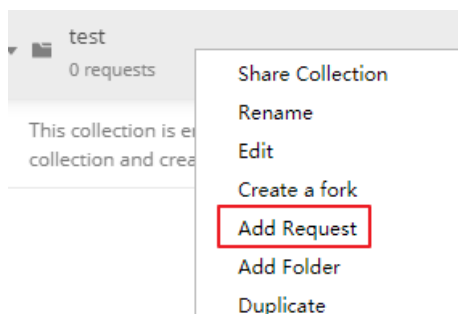 test
0 requests
This collection is
collection and
Share Collection
Rename
Edit
Create a fork
Add Request
Add Folder
Duplicate